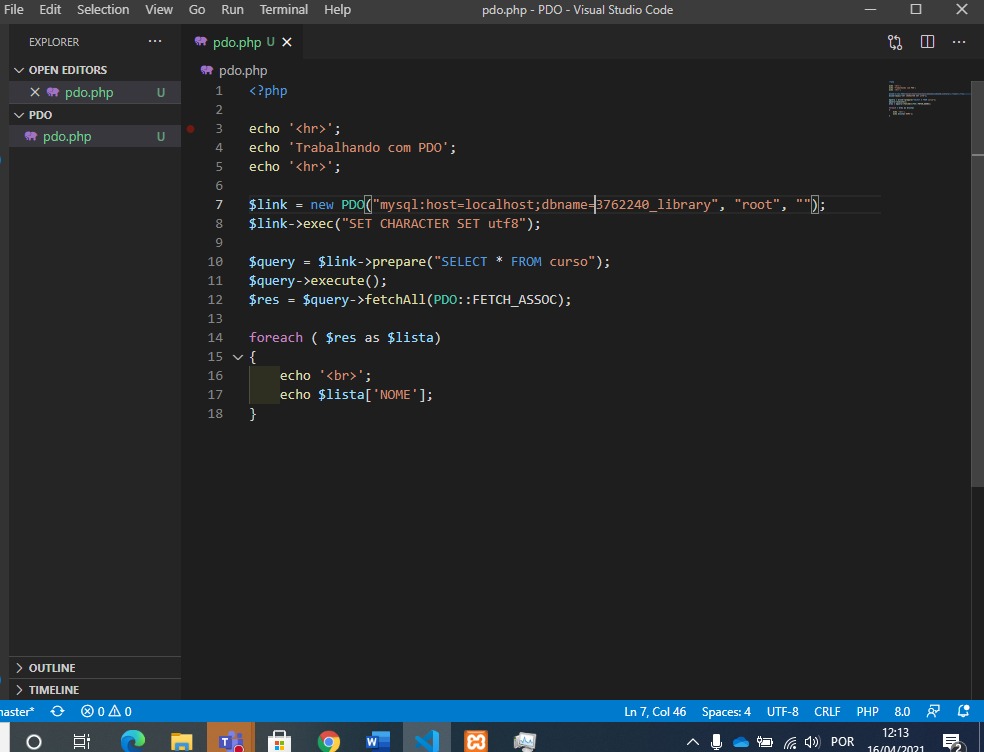 File Edit Selection View Go Run Terminal Help pdo.php - PDO - Visual Studio Code
EXPLORER
OPEN EDITORS
pdo.php U
PDO
pdo.php U
OUTLINE
TIMELINE
pdo.php U
pdo.php
1 <?php
2
3 echo '<hr>';
4 echo 'Trabalhando com PDO';
5 echo '<hr>';
6
7 $link = new PDO("mysql:host=localhost;dbname=3762240_library", "root", "");
8 $link->exec("SET CHARACTER SET utf8");
9
10 $query = $link->prepare("SELECT * FROM curso");
11 $query->execute();
12 $res = $query->fetchAll(PDO::FETCH_ASSOC);
13
14 foreach ( $res as $lista)
15 {
16 echo '<br>';
17 echo $lista['NOME'];
18 }
naster* 0 0 Ln 7, Col 46 Spaces: 4 UTF-8 CRLF PHP 8.0
POR 12:13
16/04/2021 2